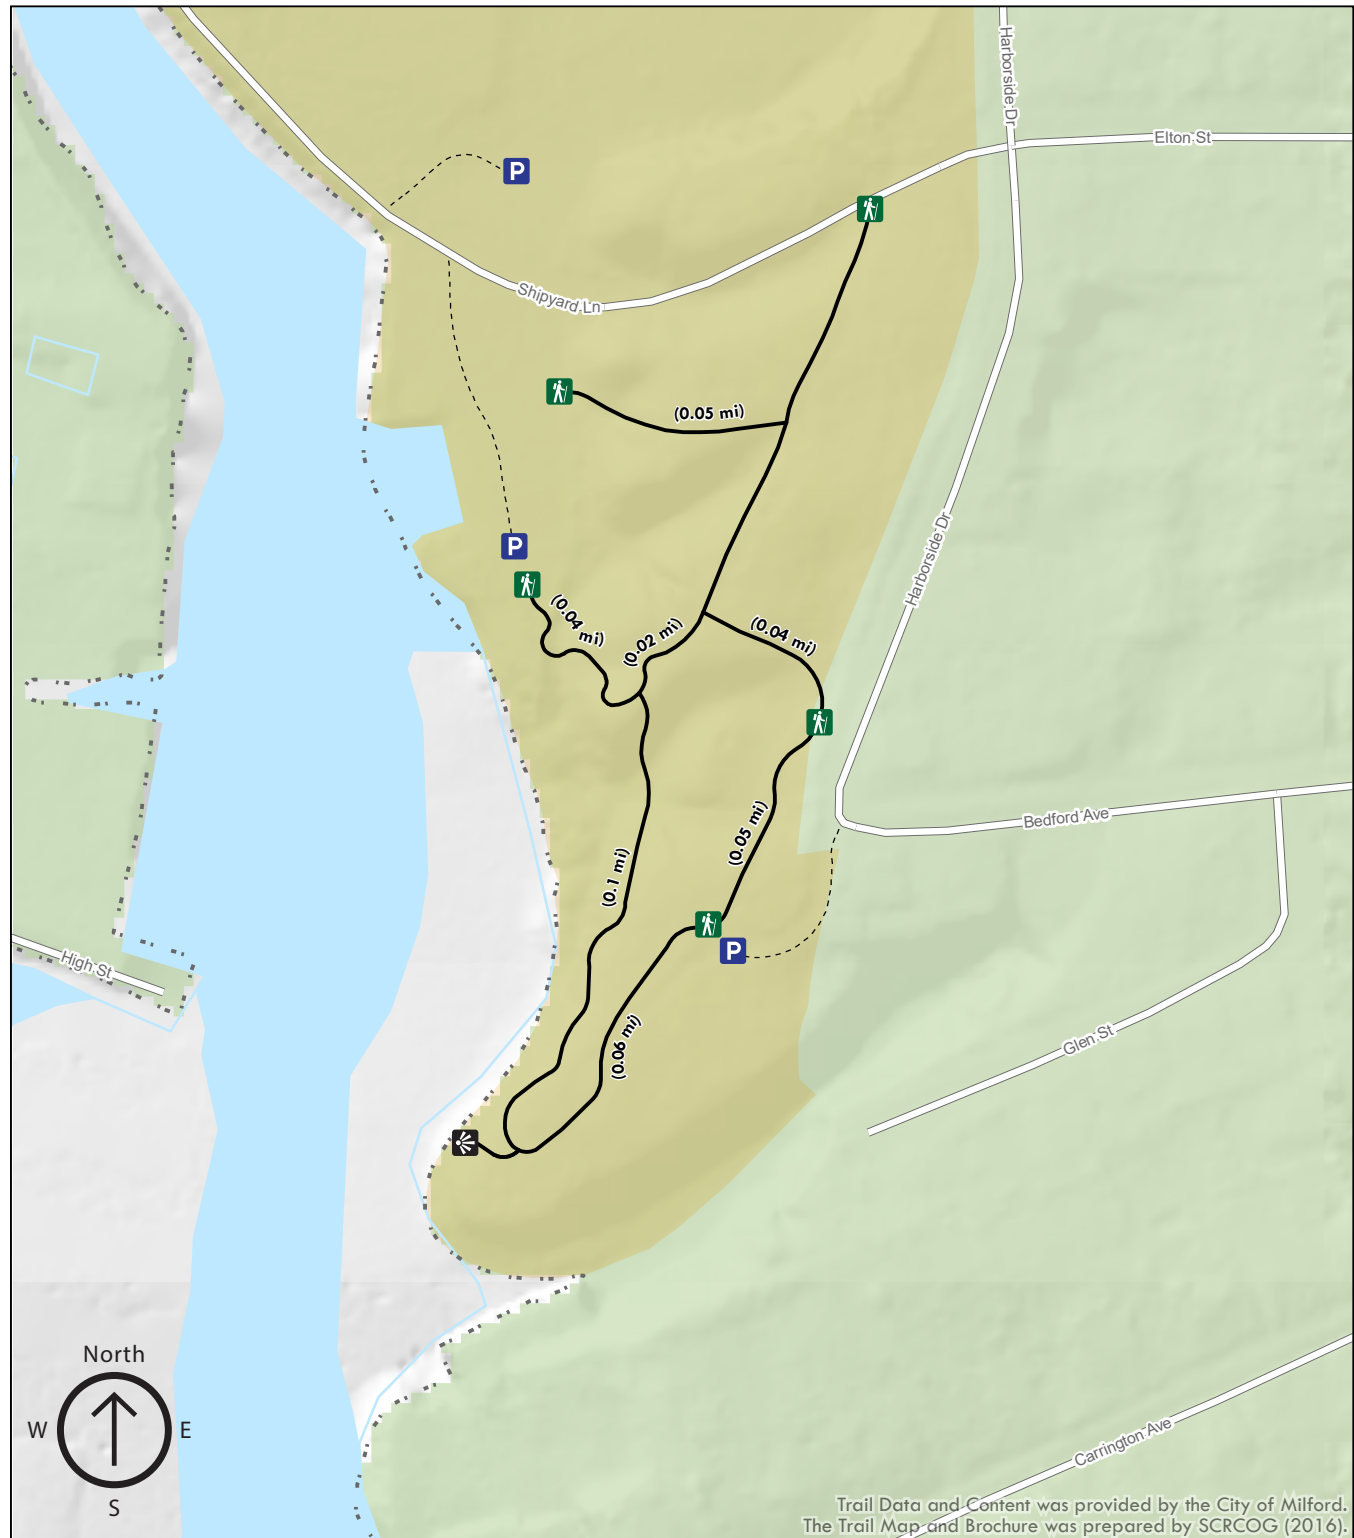 Harborside Dr
Elton St
P
Shipyard Ln
(0.05 mi)
Harborside Dr
P
(0.04 mi)
(0.02 mi)
(0.04 mi)
Bedford Ave
(0.05 mi)
(0.1 mi)
P
High St
(0.06 mi)
Glen St
North
W
E
S
Carrington Ave
Trail Data and Content was provided by the City of Milford.
The Trail Map and Brochure was prepared by SCRCOG (2016).